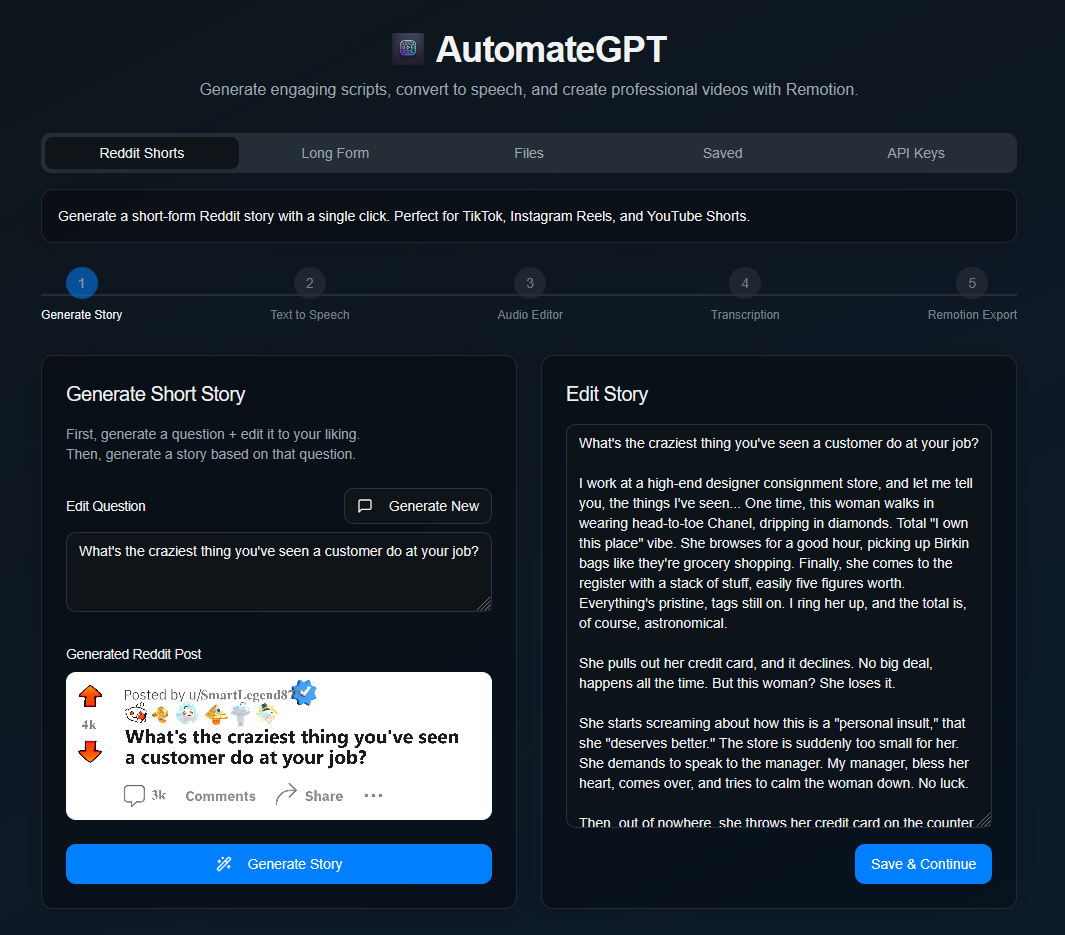 AutomateGPT
Generate engaging scripts, convert to speech, and create professional videos with Remotion.
Reddit Shorts
Long Form
Files
Saved
API Keys
Generate a short-form Reddit story with a single click. Perfect for TikTok, Instagram Reels, and YouTube Shorts.
1
2
3
4
5
Generate Story
Text to Speech
Audio Editor
Transcription
Remotion Export
Generate Short Story
First, generate a question + edit it to your liking.
Then, generate a story based on that question.
Edit Question
Generate New
What's the craziest thing you've seen a customer do at your job?
Generated Reddit Post
Posted by u/SmartLegend87
4k
What's the craziest thing you've seen
a customer do at your job?
3k
Comments
Share
Generate Story
Edit Story
What's the craziest thing you've seen a customer do at your job?
I work at a high-end designer consignment store, and let me tell
you, the things I've seen... One time, this woman walks in
wearing head-to-toe Chanel, dripping in diamonds. Total "I own
this place" vibe. She browses for a good hour, picking up Birkin
bags like they're grocery shopping. Finally, she comes to the
register with a stack of stuff, easily five figures worth.
Everything's pristine, tags still on. I ring her up, and the total is,
of course, astronomical.
She pulls out her credit card, and it declines. No big deal,
happens all the time. But this woman? She loses it.
She starts screaming about how this is a "personal insult," that
she "deserves better." The store is suddenly too small for her.
She demands to speak to the manager. My manager, bless her
heart, comes over, and tries to calm the woman down. No luck.
Then, out of nowhere, she throws her credit card on the counter
Save & Continue